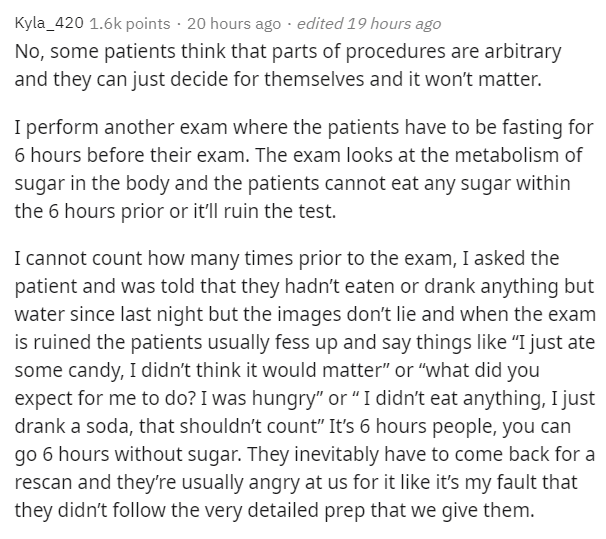 Kyla_420 1.6k points · 20 hours ago · edited 19 hours ago
No, some patients think that parts of procedures are arbitrary
and they can just decide for themselves and it won’t matter.
I perform another exam where the patients have to be fasting for
6 hours before their exam. The exam looks at the metabolism of
sugar in the body and the patients cannot eat any sugar within
the 6 hours prior or it’ll ruin the test.
I cannot count how many times prior to the exam, I asked the
patient and was told that they hadn’t eaten or drank anything but
water since last night but the images don’t lie and when the exam
is ruined the patients usually fess up and say things like “I just ate
some candy, I didn’t think it would matter” or “what did you
expect for me to do? I was hungry” or “ I didn’t eat anything, I just
drank a soda, that shouldn’t count” It’s 6 hours people, you can
go 6 hours without sugar. They inevitably have to come back for a
rescan and they’re usually angry at us for it like it’s my fault that
they didn’t follow the very detailed prep that we give them.